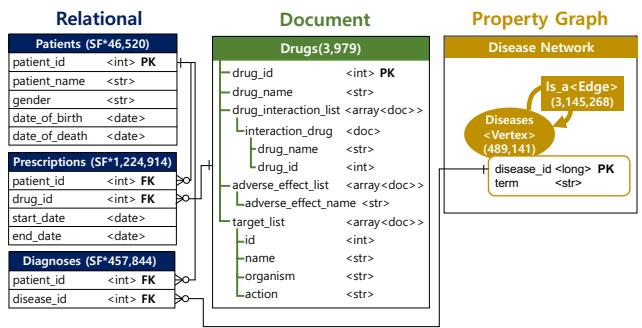 Relational
Patients (SF*46,520)
patient_id <int> PK
patient_name <str>
gender <str>
date_of_birth <date>
date_of_death <date>
Prescriptions (SF*1,224,914)
patient_id <int> FK
drug_id <int> FK
start_date <date>
end_date <date>
Diagnoses (SF*457,844)
patient_id <int> FK
disease_id <int> FK
Document
Drugs(3,979)
drug_id <int> PK
drug_name <str>
drug_interaction_list <array<doc>>
interaction_drug <doc>
drug_name <str>
drug_id <int>
adverse_effect_list <array<doc>>
adverse_effect_name <str>
target_list <array<doc>>
id <int>
name <str>
organism <str>
action <str>
Property Graph
Disease Network
Is_a<Edge>
(3,145,268)
Diseases
<Vertex>
(489,141)
disease_id <long> PK
term <str>